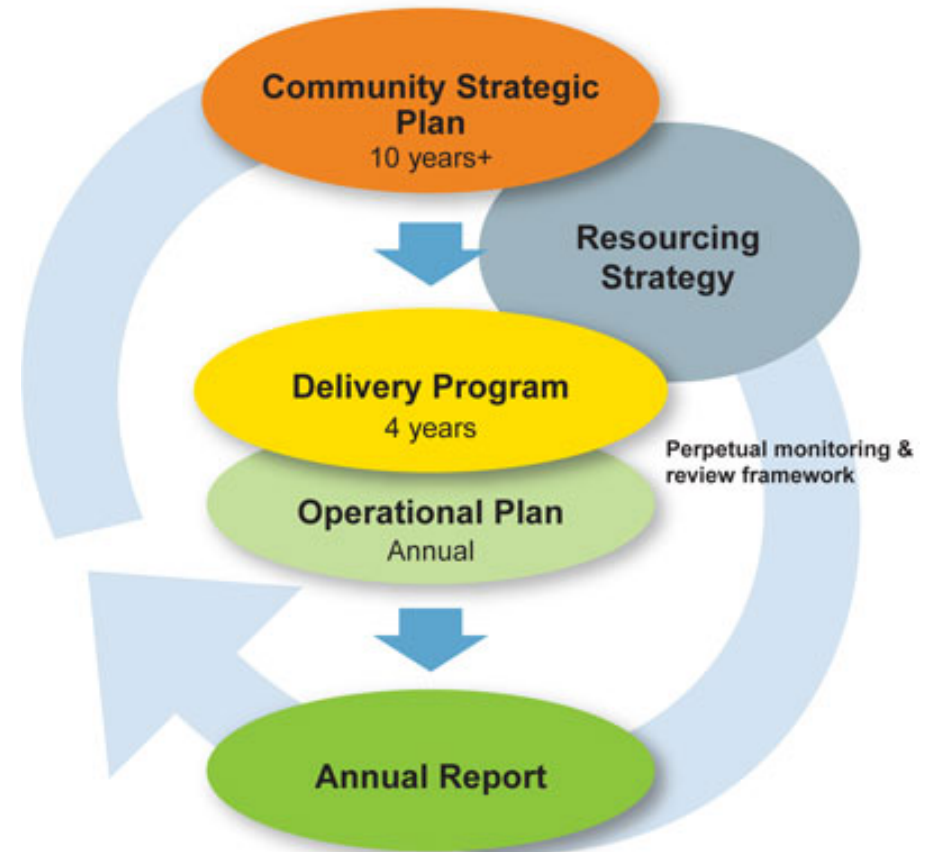 Community Strategic
Plan
10 years+
Resourcing
Strategy
Delivery Program
4 years
Perpetual monitoring &
review framework
Operational Plan
Annual
Annual Report